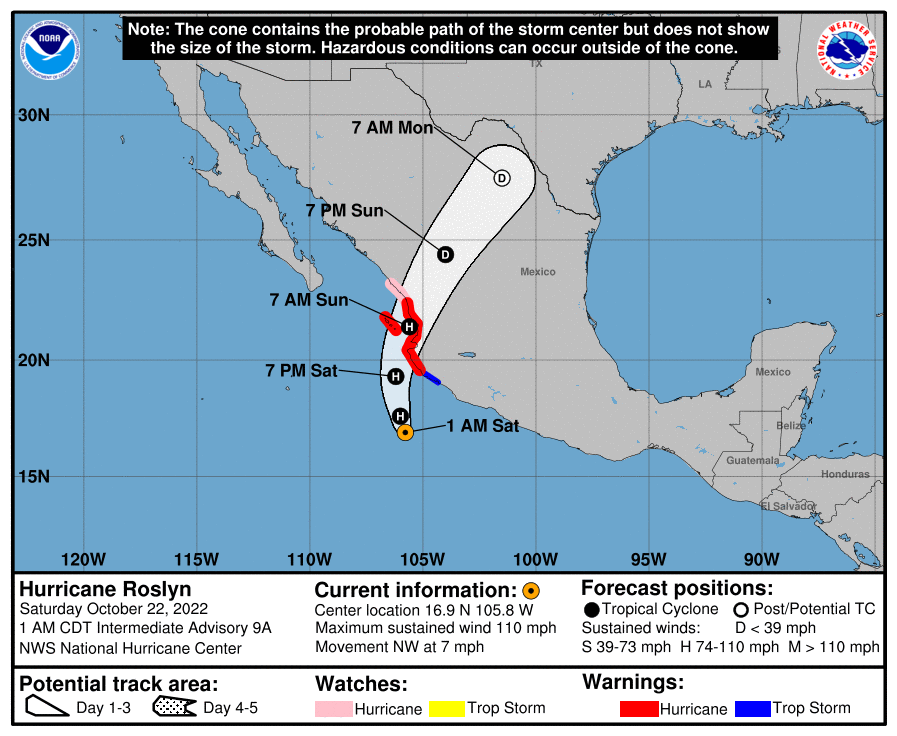 Note: The cone contains the probable path of the storm center but does not show
the size of the storm. Hazardous conditions can occur outside of the cone.
NOAA
NATIONAL WEATHER SERVICE
TX
LA
30N
7 AM Mon
D
7 PM Sun
25N
D
Mexico
7 AM Sun
H
20N
7 PM Sat
H
Mexico
H
1 AM Sat
Belize
Guatemala
15N
Honduras
El Salvador
120W 115W 110W 105W 100W 95W 90W
Hurricane Roslyn
Saturday October 22, 2022
1 AM CDT Intermediate Advisory 9A
NWS National Hurricane Center
Current information:
Center location 16.9 N 105.8 W
Maximum sustained wind 110 mph
Movement NW at 7 mph
Forecast positions:
Tropical Cyclone Post/Potential TC
Sustained winds: D < 39 mph
S 39-73 mph H 74-110 mph M > 110 mph
Potential track area:
Day 1-3 Day 4-5
Watches:
Hurricane Trop Storm
Warnings:
Hurricane Trop Storm